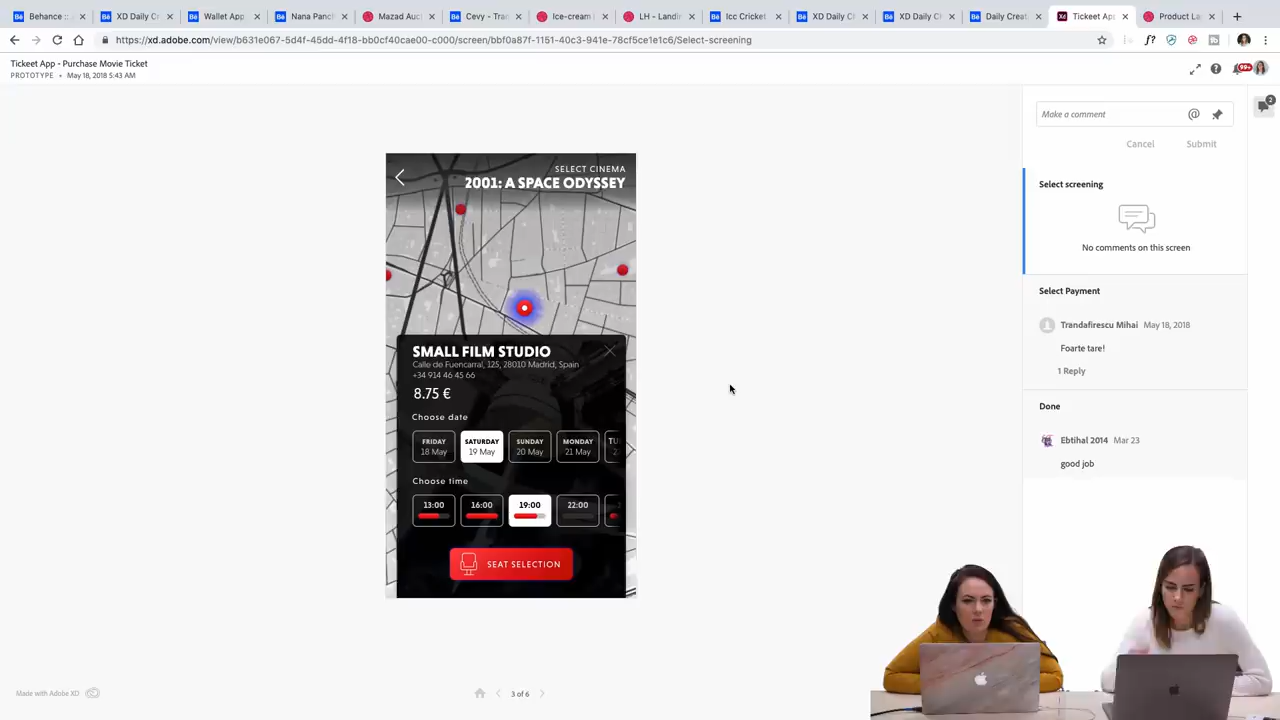 Behance ::
XD Daily Cr
Wallet App
Nana Panch
Mazad Auc
Cevy - Tran
Ice-cream
LH - Landin
Icc Cricket
XD Daily C
XD Daily C
Daily Creat
Tickeet App
Product La
https://xd.adobe.com/view/b631e067-5d4f-45dd-4f18-bb0cf40cae00-c000/screen/bbf0a87f-1151-40c3-941e-78cf5ce1e1c6/Select-screening
Tickeet App - Purchase Movie Ticket
PROTOTYPE • May 18, 2018 5:43 AM
99+
2
Make a comment
@
Cancel
Submit
SELECT CINEMA
2001: A SPACE ODYSSEY
SMALL FILM STUDIO
Calle de Fuencarral, 125, 28010 Madrid, Spain
+34 914 46 45 66
8.75 €
Choose date
FRIDAY
18 May
SATURDAY
19 May
SUNDAY
20 May
MONDAY
21 May
Choose time
13:00
16:00
19:00
22:00
SEAT SELECTION
Select screening
No comments on this screen
Select Payment
Trandafirescu Mihai May 18, 2018
Foarte tare!
1 Reply
Done
Ebtihal 2014 Mar 23
good job
Made with Adobe XD
3 of 6